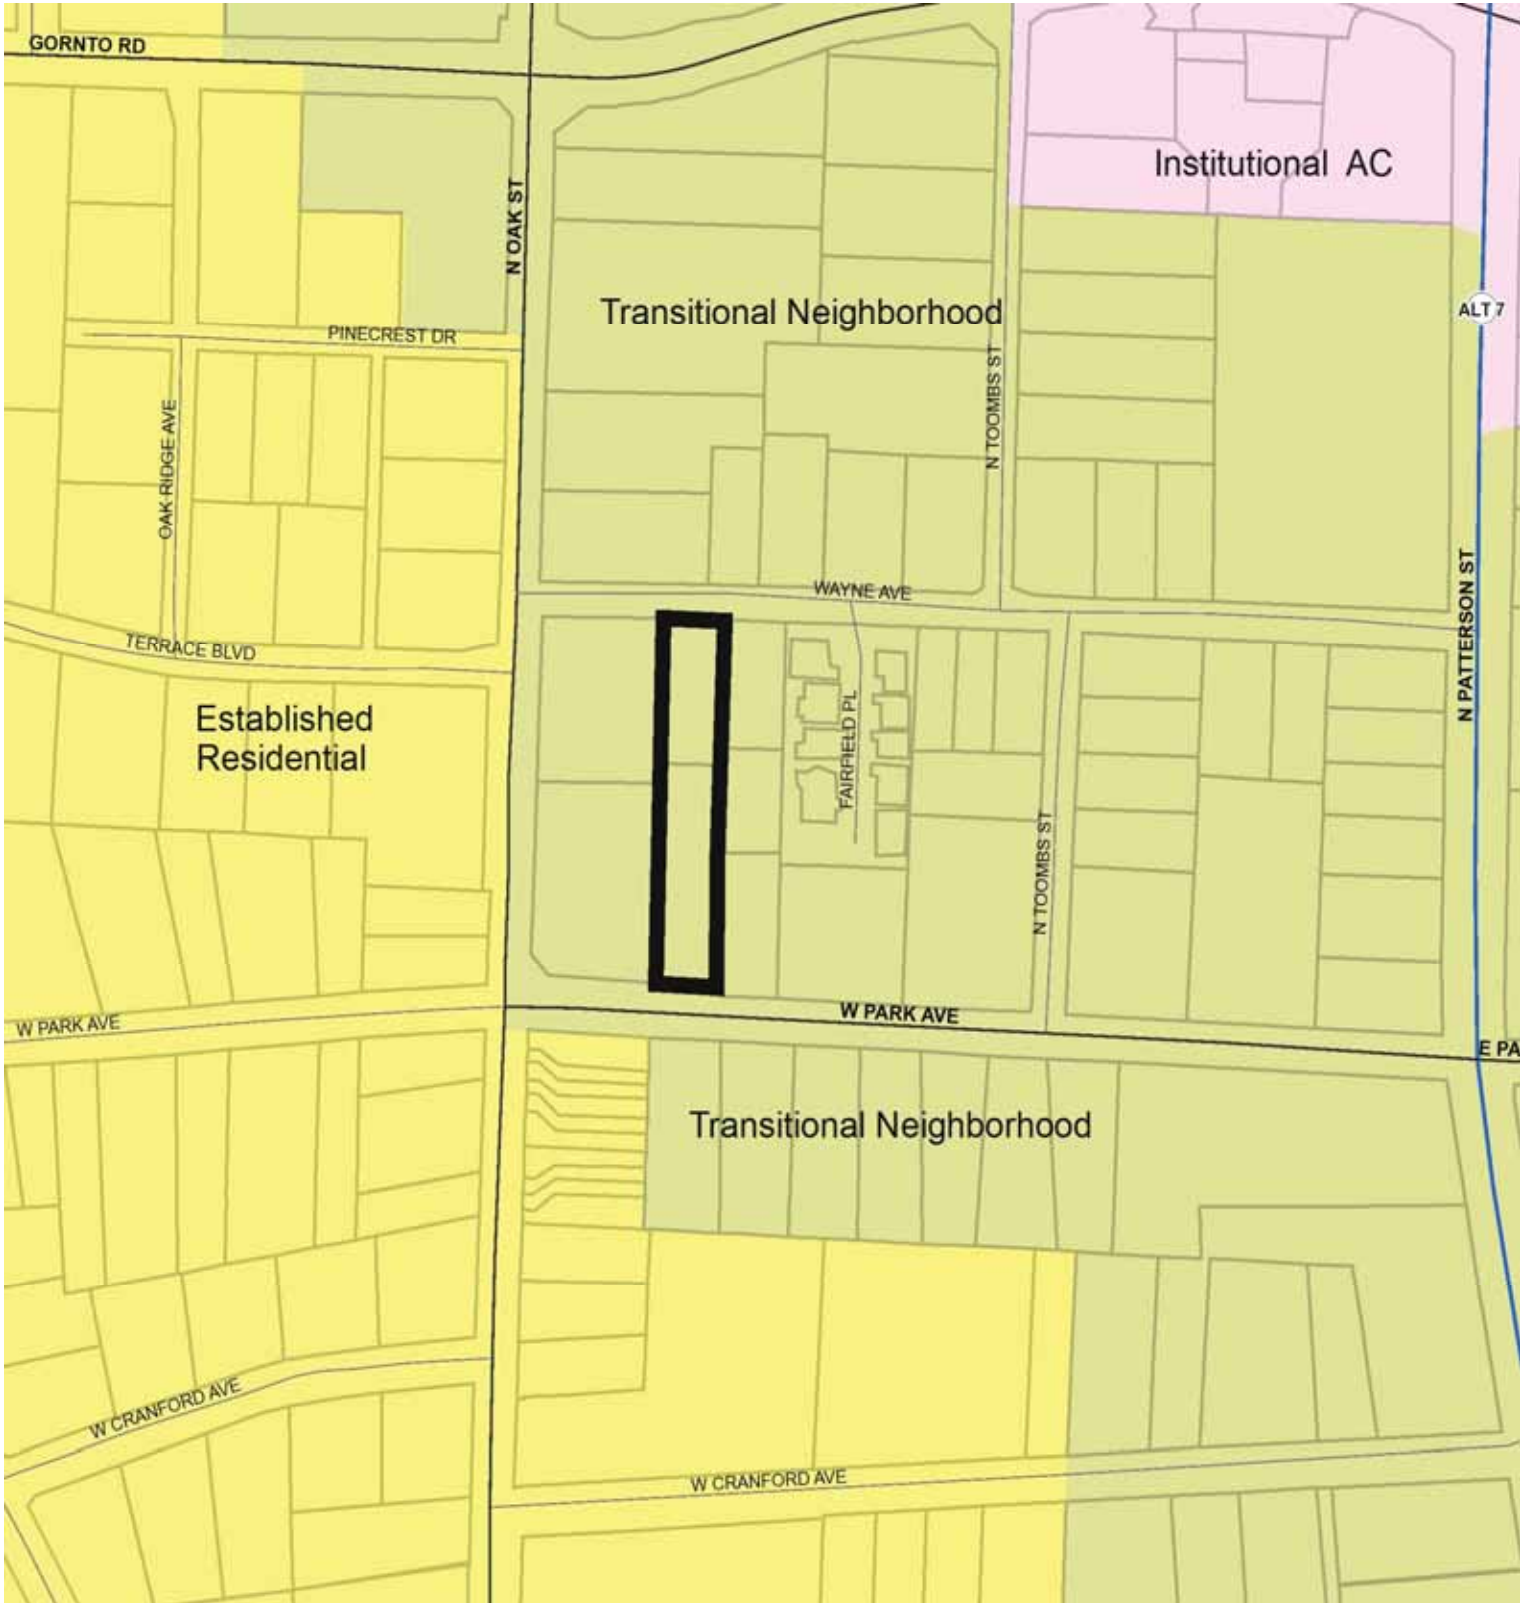 GORNTO RD
N OAK ST
Institutional AC
Transitional Neighborhood
ALT 7
PINECREST DR
N TOOMBS ST
OAK RIDGE AVE
WAYNE AVE
N PATTERSON ST
TERRACE BLVD
Established
Residential
FAIRFIELD PL
N TOOMBS ST
W PARK AVE
W PARK AVE
E PA
Transitional Neighborhood
W CRANFORD AVE
W CRANFORD AVE